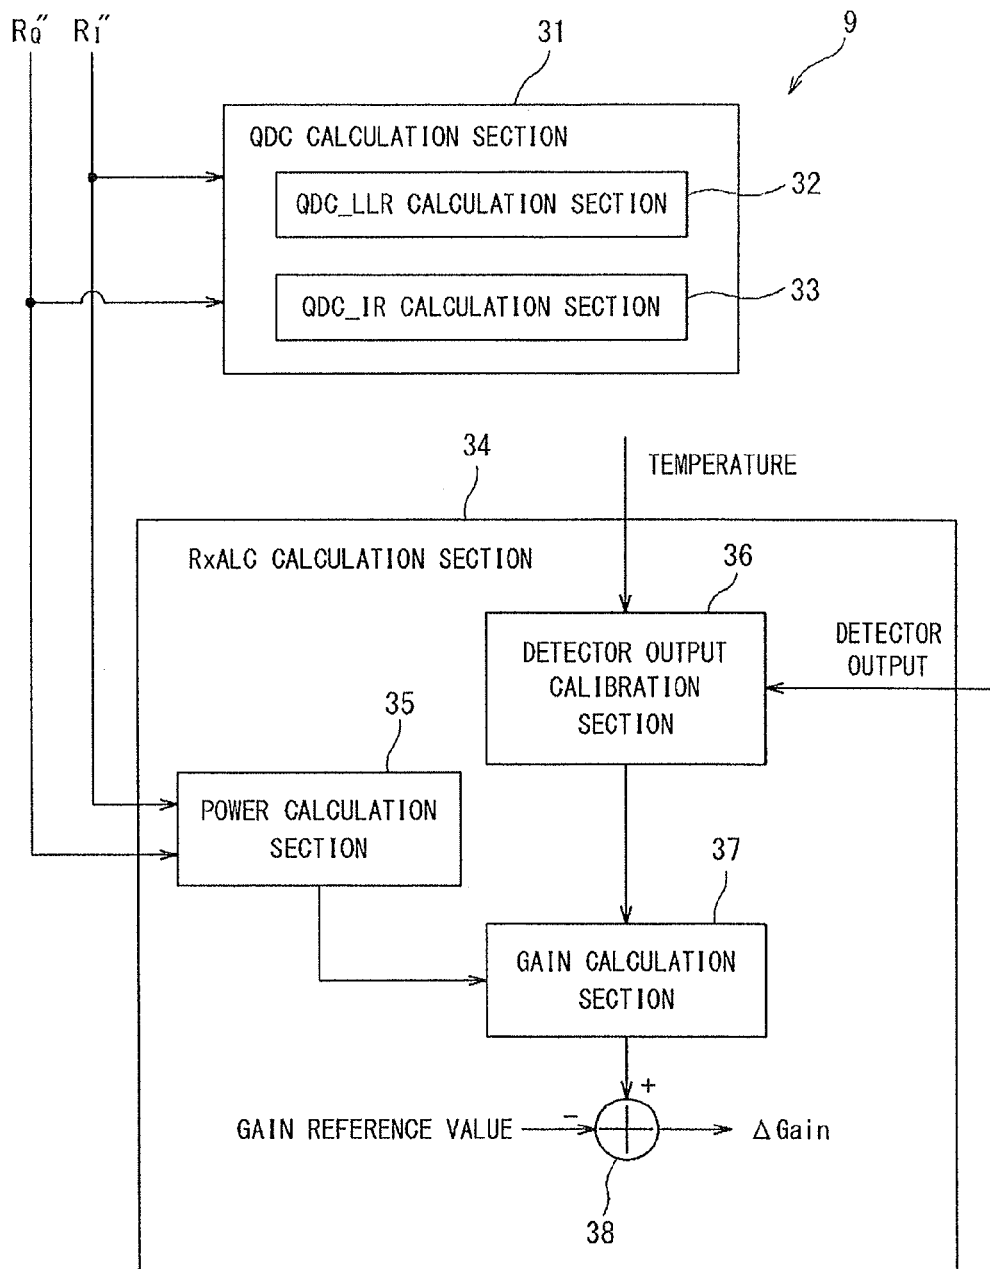 RQ″ RI″
31
9
QDC CALCULATION SECTION
QDC_LLR CALCULATION SECTION
32
QDC_IR CALCULATION SECTION
33
34
TEMPERATURE
RxALC CALCULATION SECTION
36
DETECTOR OUTPUT
CALIBRATION
SECTION
DETECTOR
OUTPUT
35
POWER CALCULATION
SECTION
37
GAIN CALCULATION
SECTION
+
GAIN REFERENCE VALUE
-
Δ Gain
38